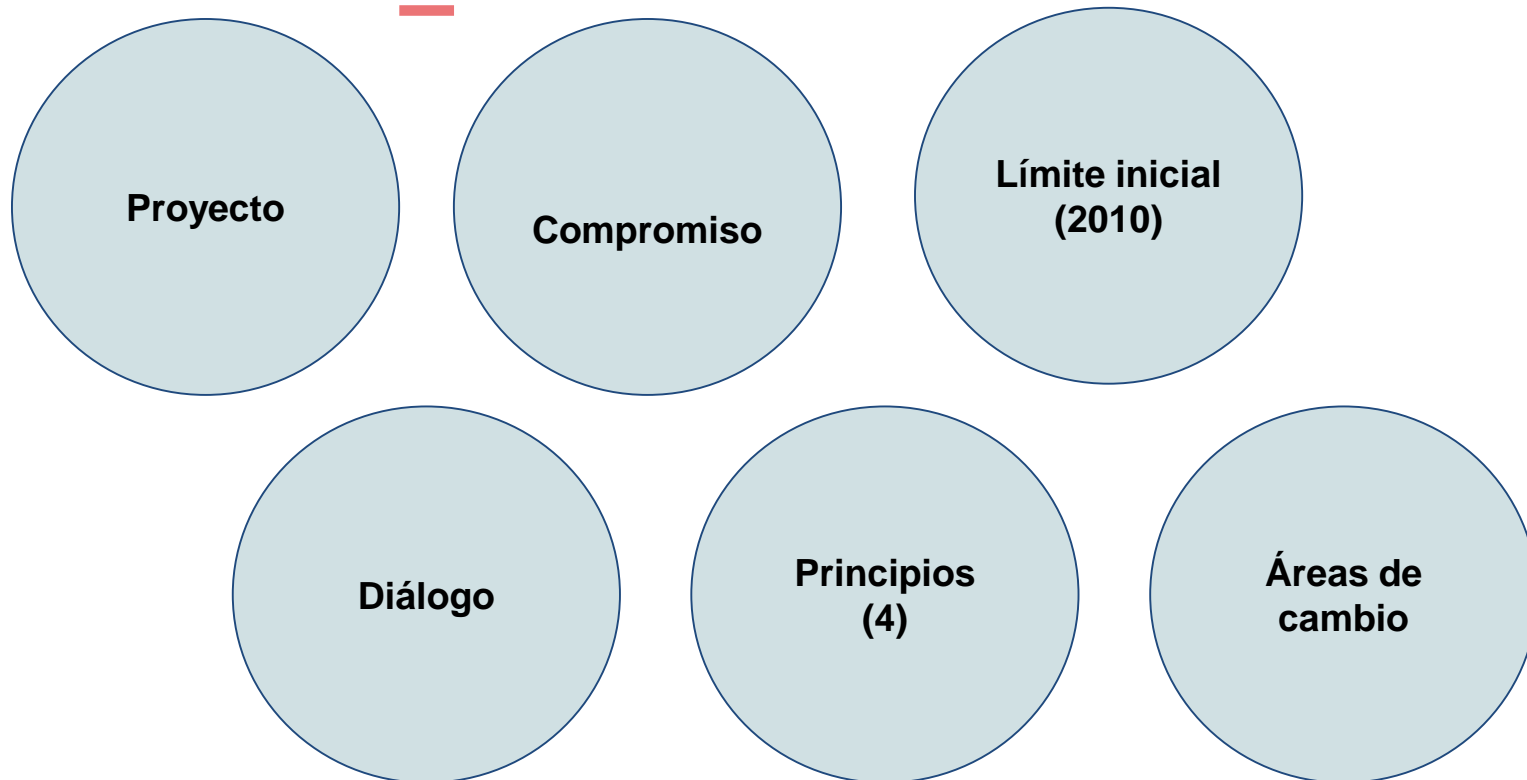 Proyecto
Compromiso
Límite inicial
(2010)
Diálogo
Principios
(4)
Áreas de
cambio